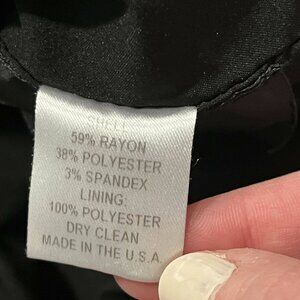 SHELL:
59% RAYON
38% POLYESTER
3% SPANDEX
LINING:
100% POLYESTER
DRY CLEAN
MADE IN THE U.S.A.